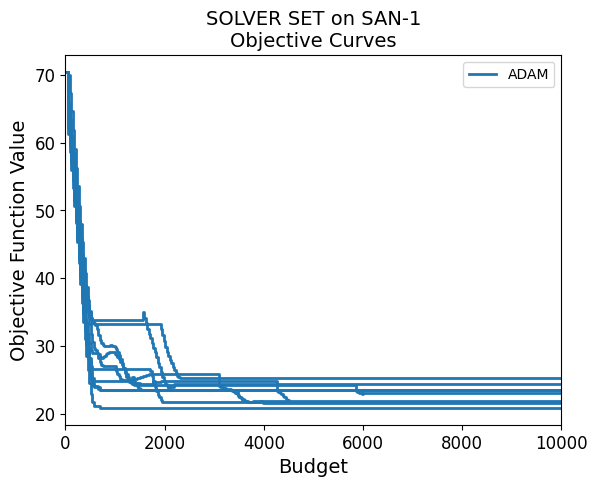 SOLVER SET on SAN-1
Objective Curves
ADAM
Objective Function Value
70
60
50
40
30
20
0
2000
4000
6000
8000
10000
Budget